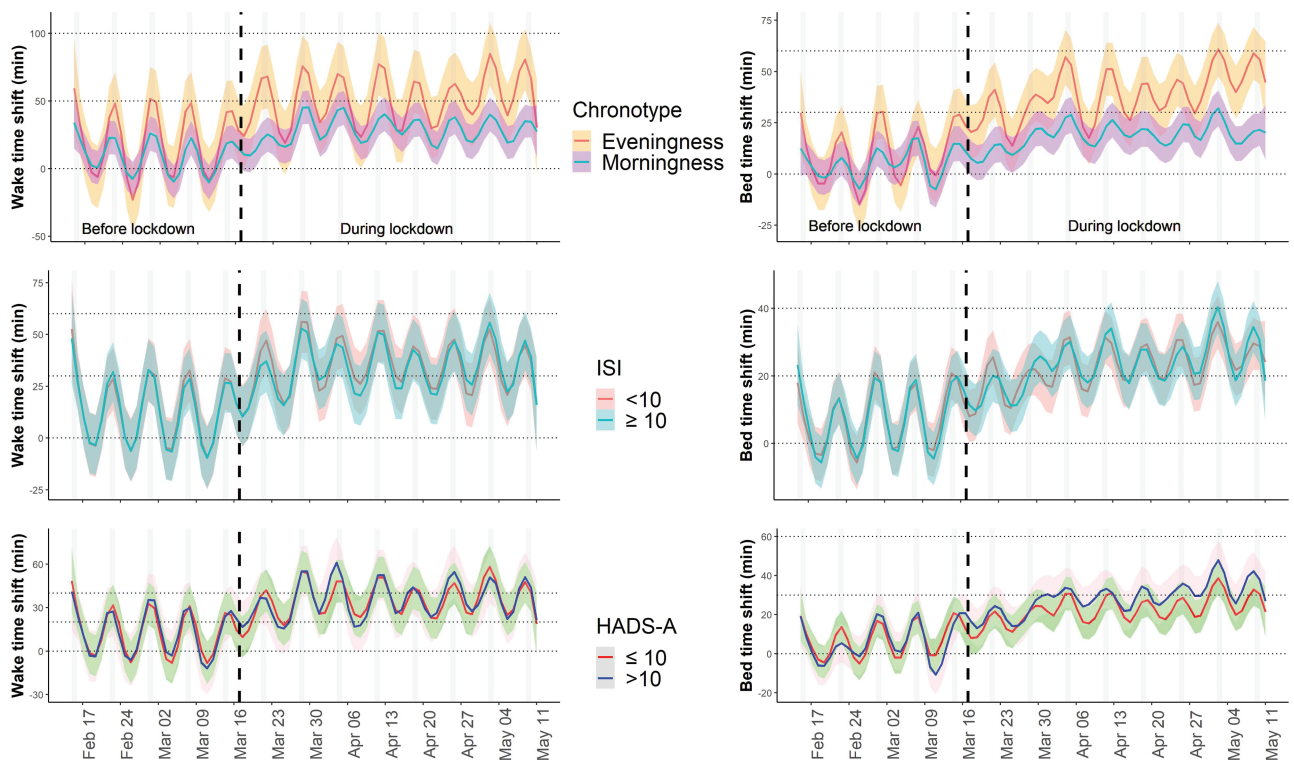 Wake time shift (min)
100
50
0
-50
Before lockdown
During lockdown
Chronotype
Eveningness
Morningness
Bed time shift (min)
75
50
25
0
-25
Before lockdown
During lockdown
Wake time shift (min)
75
50
25
0
-25
ISI
<10
≥ 10
Bed time shift (min)
40
20
0
Wake time shift (min)
60
40
20
0
-30
HADS-A
≤ 10
>10
Bed time shift (min)
60
40
20
0
-20
Feb 17
Feb 24
Mar 02
Mar 09
Mar 16
Mar 23
Mar 30
Apr 06
Apr 13
Apr 20
Apr 27
May 04
May 11
Feb 17
Feb 24
Mar 02
Mar 09
Mar 16
Mar 23
Mar 30
Apr 06
Apr 13
Apr 20
Apr 27
May 04
May 11